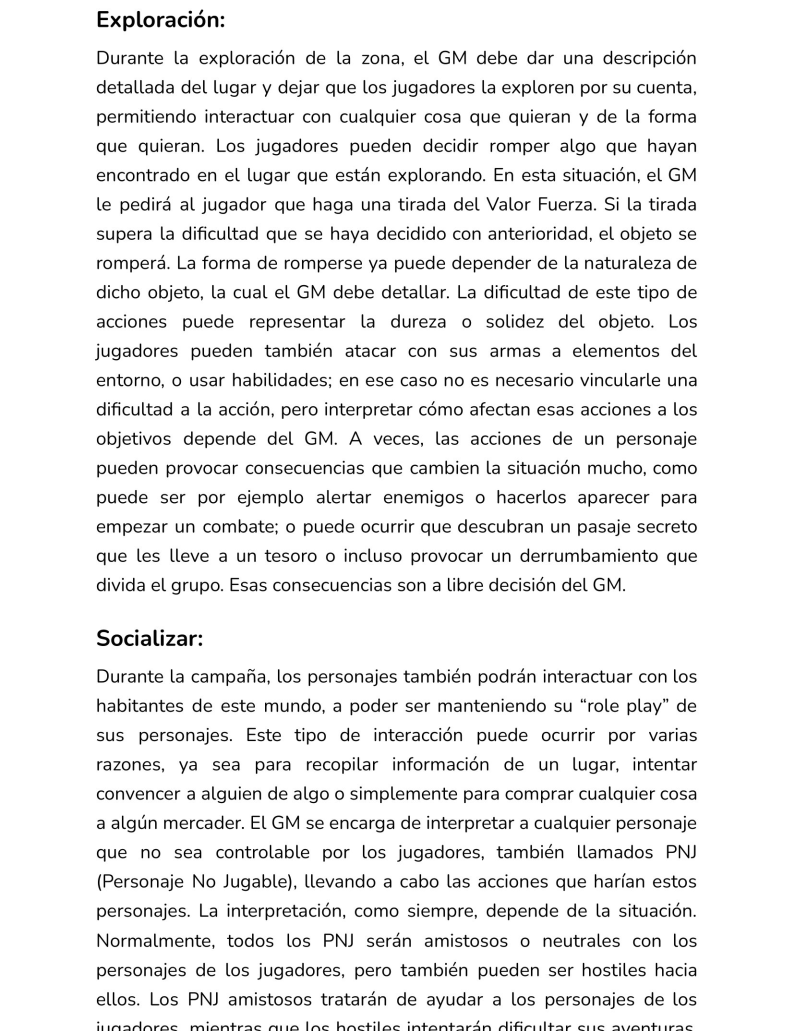 Exploración:
Durante la exploración de la zona, el GM debe dar una descripción
detallada del lugar y dejar que los jugadores la exploren por su cuenta,
permitiendo interactuar con cualquier cosa que quieran y de la forma
que quieran. Los jugadores pueden decidir romper algo que hayan
encontrado en el lugar que están explorando. En esta situación, el GM
le pedirá al jugador que haga una tirada del Valor Fuerza. Si la tirada
supera la dificultad que se haya decidido con anterioridad, el objeto se
romperá. La forma de romperse ya puede depender de la naturaleza de
dicho objeto, la cual el GM debe detallar. La dificultad de este tipo de
acciones puede representar la dureza o solidez del objeto. Los
jugadores pueden también atacar con sus armas a elementos del
entorno, o usar habilidades; en ese caso no es necesario vincularle una
dificultad a la acción, pero interpretar cómo afectan esas acciones a los
objetivos depende del GM. A veces, las acciones de un personaje
pueden provocar consecuencias que cambien la situación mucho, como
puede ser por ejemplo alertar enemigos o hacerlos aparecer para
empezar un combate; o puede ocurrir que descubran un pasaje secreto
que les lleve a un tesoro o incluso provocar un derrumbamiento que
divida el grupo. Esas consecuencias son a libre decisión del GM.
Socializar:
Durante la campaña, los personajes también podrán interactuar con los
habitantes de este mundo, a poder ser manteniendo su “role play” de
sus personajes. Este tipo de interacción puede ocurrir por varias
razones, ya sea para recopilar información de un lugar, intentar
convencer a alguien de algo o simplemente para comprar cualquier cosa
a algún mercader. El GM se encarga de interpretar a cualquier personaje
que no sea controlable por los jugadores, también llamados PNJ
(Personaje No Jugable), llevando a cabo las acciones que harían estos
personajes. La interpretación, como siempre, depende de la situación.
Normalmente, todos los PNJ serán amistosos o neutrales con los
personajes de los jugadores, pero también pueden ser hostiles hacia
ellos. Los PNJ amistosos tratarán de ayudar a los personajes de los
jugadores, mientras que los hostiles intentarán dificultar sus aventuras.